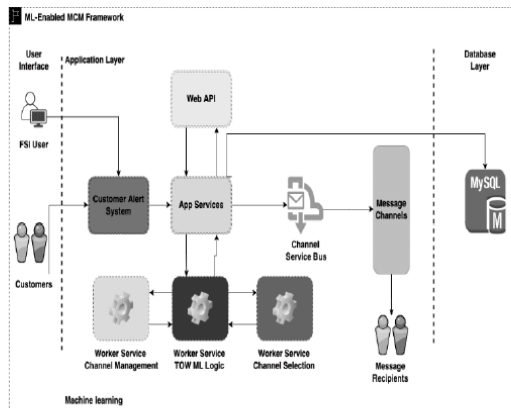 ML-Enabled MCM Framework
User
Interface
Application Layer
Database
Layer
Web API
FSI User
Customer Alert
System
App Services
Message
Channels
MySQL
M
Channel
Service Bus
Customers
Worker Service
Channel Management
Worker Service
TOW ML Logic
Worker Service
Channel Selection
Message
Recipients
Machine learning